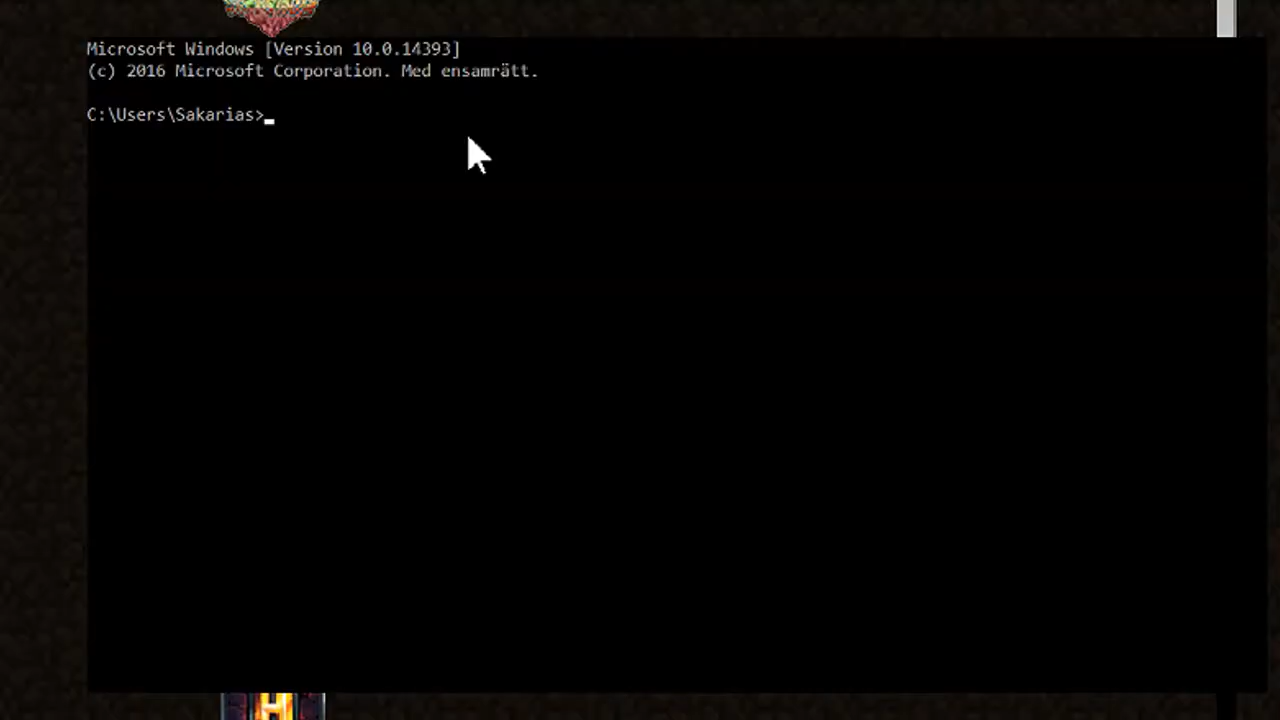 Microsoft Windows [Version 10.0.14393]
(c) 2016 Microsoft Corporation. Med ensamrätt.
C:\Users\Sakarias>
H